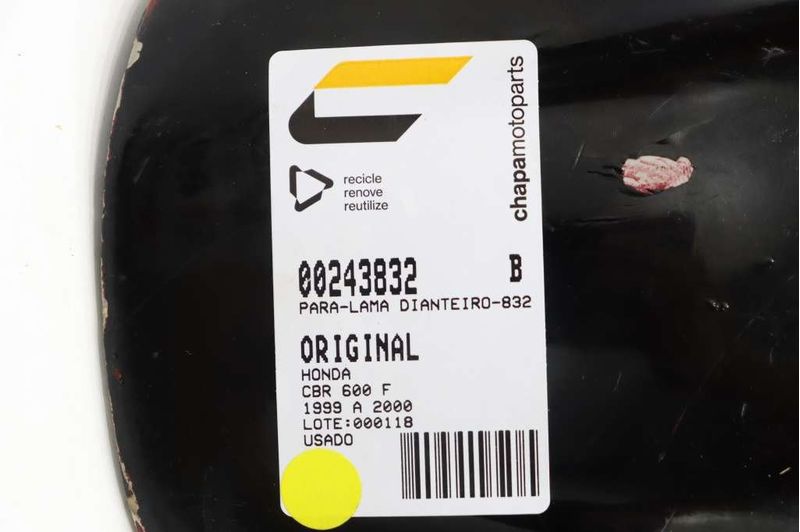 chapamotoparts
recicle
renove
reutilize
00243832 B
PARA-LAMA DIANTEIRO-832
ORIGINAL
HONDA
CBR 600 F
1999 A 2000
LOTE:000118
USADO